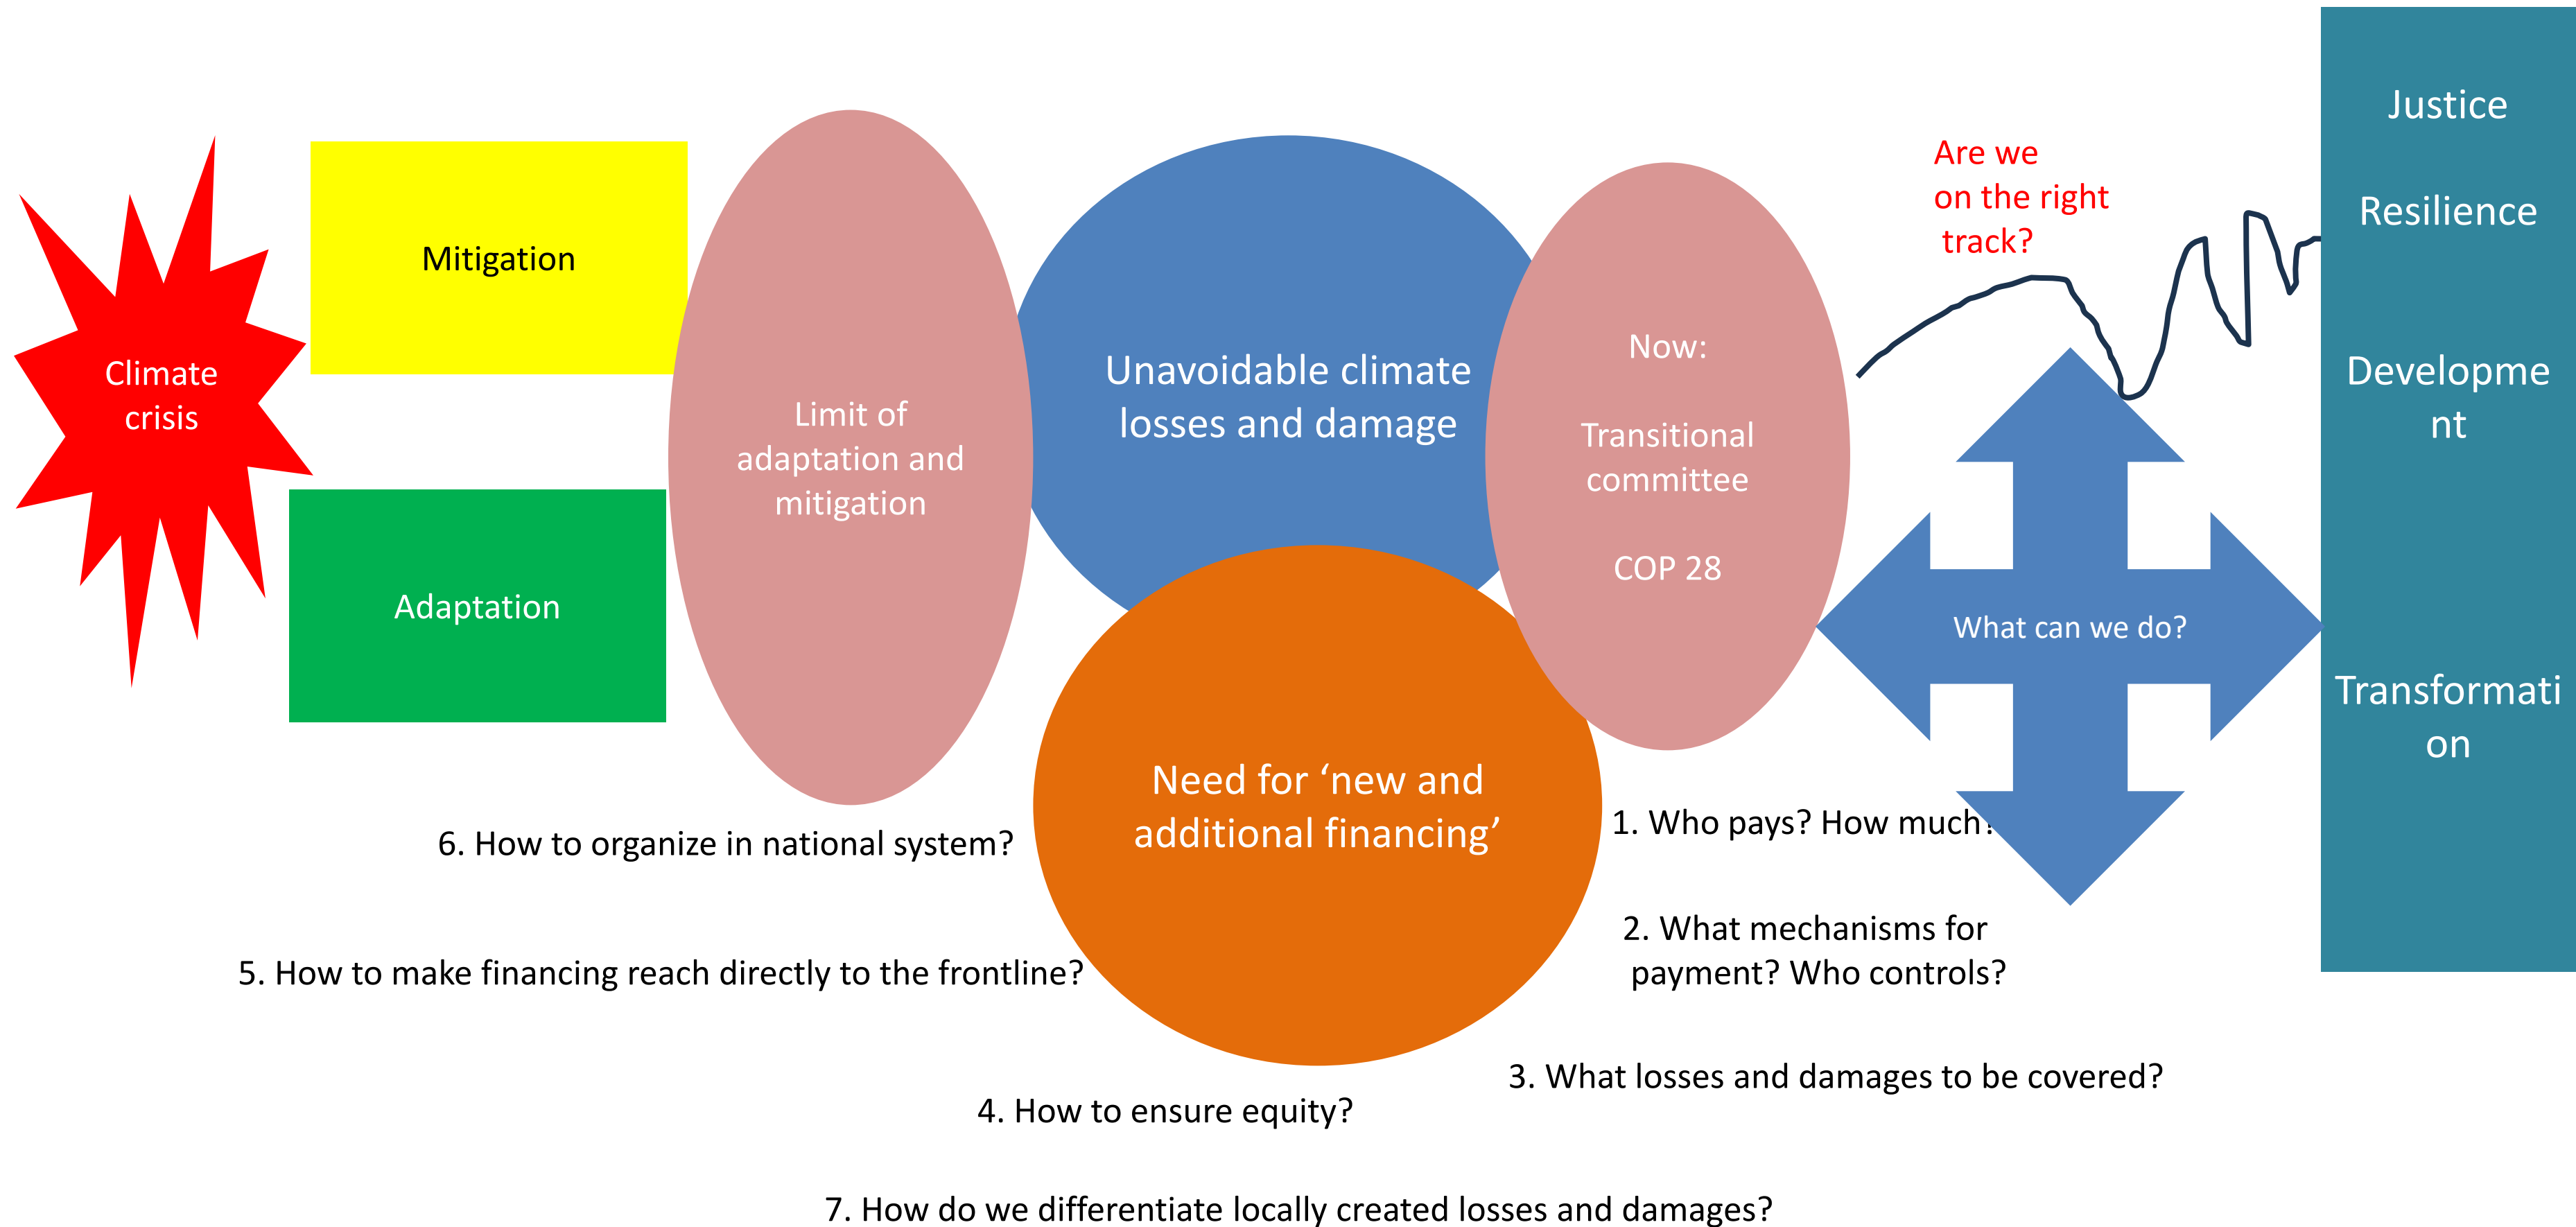 Climate
crisis
Mitigation
Adaptation
Limit of
adaptation and
mitigation
Unavoidable climate
losses and damage
Need for ‘new and
additional financing’
Now:
Transitional
committee
COP 28
Are we
on the right
track?
What can we do?
Justice
Resilience
Developme
nt
Transformati
on
1. Who pays? How much?
2. What mechanisms for
payment? Who controls?
3. What losses and damages to be covered?
4. How to ensure equity?
5. How to make financing reach directly to the frontline?
6. How to organize in national system?
7. How do we differentiate locally created losses and damages?